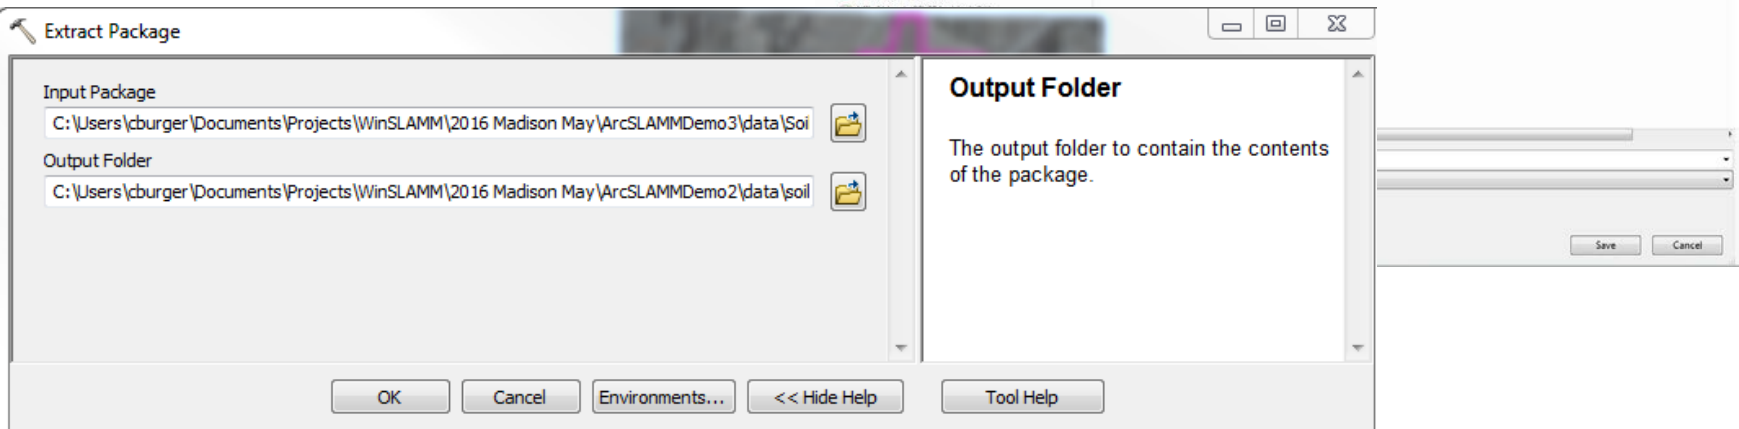 Extract Package
Input Package
C:\Users\cburger\Documents\Projects\WinSLAMM\2016 Madison May\ArcSLAMMDemo3\data\Soi
Output Folder
C:\Users\cburger\Documents\Projects\WinSLAMM\2016 Madison May\ArcSLAMMDemo2\data\soil
Output Folder
The output folder to contain the contents
of the package.
OK
Cancel
Environments...
<< Hide Help
Tool Help
Save
Cancel